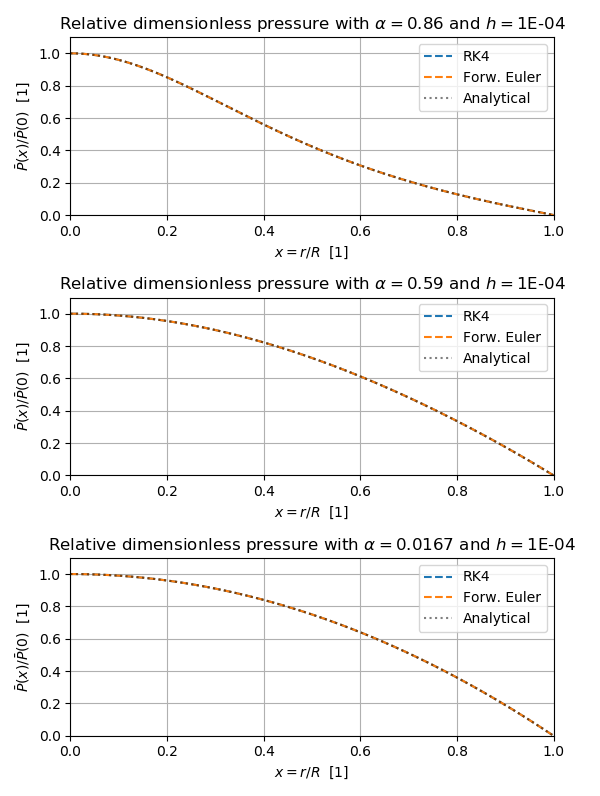 Relative dimensionless pressure with α = 0.86 and h = 1E-04
1.0
0.8
0.6
0.4
0.2
0.0
P̄(x)/P̄(0) [1]
RK4
Forw. Euler
Analytical
0.0 0.2 0.4 0.6 0.8 1.0
x = r/R [1]
Relative dimensionless pressure with α = 0.59 and h = 1E-04
1.0
0.8
0.6
0.4
0.2
0.0
P̄(x)/P̄(0) [1]
RK4
Forw. Euler
Analytical
0.0 0.2 0.4 0.6 0.8 1.0
x = r/R [1]
Relative dimensionless pressure with α = 0.0167 and h = 1E-04
1.0
0.8
0.6
0.4
0.2
0.0
P̄(x)/P̄(0) [1]
RK4
Forw. Euler
Analytical
0.0 0.2 0.4 0.6 0.8 1.0
x = r/R [1]